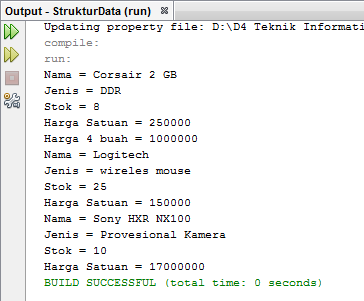 Output - StrukturData (run)
Updating property file: D:\D4 Teknik Informati
compile:
run:
Nama = Corsair 2 GB
Jenis = DDR
Stok = 8
Harga Satuan = 250000
Harga 4 buah = 1000000
Nama = Logitech
Jenis = wireles mouse
Stok = 25
Harga Satuan = 150000
Nama = Sony HXR NX100
Jenis = Provesional Kamera
Stok = 10
Harga Satuan = 17000000
BUILD SUCCESSFUL (total time: 0 seconds)